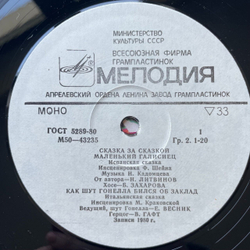 МИНИСТЕРСТВО
КУЛЬТУРЫ СССР
ВСЕСОЮЗНАЯ ФИРМА
ГРАМПЛАСТИНОК
МЕЛОДИЯ
АПРЕЛЕВСКИЙ ОРДЕНА ЛЕНИНА ЗАВОД ГРАМПЛАСТИНОК
МОНО
33
ГОСТ 5289-80
М50—43235
1
Гр. 2. 1-20
СКАЗКА ЗА СКАЗКОЙ
МАЛЕНЬКИЙ ГАЛИСИЕЦ
Испанская сказка
Инсценировка Ф. Шейна
Музыка П. Кадочникова
От автора — Н. ЛИТВИНОВ
Хосе — В. ЗАХАРОВА
КАК ШУТ ГОНЕЛЛА БИЛСЯ ОБ ЗАКЛАД
Итальянская сказка
Инсценировка М. Краковский
Ведущий, шут Гонелла — Е. ВЕСНИК
Герцог — В. ГАФТ
Запись 1980 г.